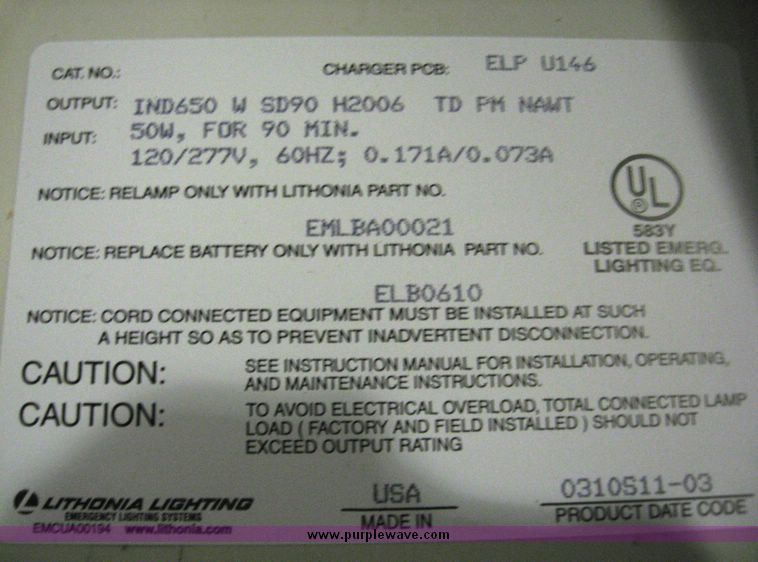 CAT. NO.: CHARGER PCB: ELP U146
OUTPUT: IND650 W SD90 H2006 TD PM NAWT
INPUT: 50W, FOR 90 MIN.
120/277V, 60HZ; 0.171A/0.073A
NOTICE: RELAMP ONLY WITH LITHONIA PART NO.
EMLBA00021
NOTICE: REPLACE BATTERY ONLY WITH LITHONIA PART NO.
ELB0610
UL
R
583Y
LISTED EMERG.
LIGHTING EQ.
NOTICE: CORD CONNECTED EQUIPMENT MUST BE INSTALLED AT SUCH
A HEIGHT SO AS TO PREVENT INADVERTENT DISCONNECTION.
CAUTION: SEE INSTRUCTION MANUAL FOR INSTALLATION, OPERATING,
AND MAINTENANCE INSTRUCTIONS.
CAUTION: TO AVOID ELECTRICAL OVERLOAD, TOTAL CONNECTED LAMP
LOAD ( FACTORY AND FIELD INSTALLED ) SHOULD NOT
EXCEED OUTPUT RATING
LITHONIA LIGHTING
EMERGENCY LIGHTING SYSTEMS
EMCUA00194 www.lithonia.com
USA
MADE IN
0310S11-03
PRODUCT DATE CODE
www.purplewave.com